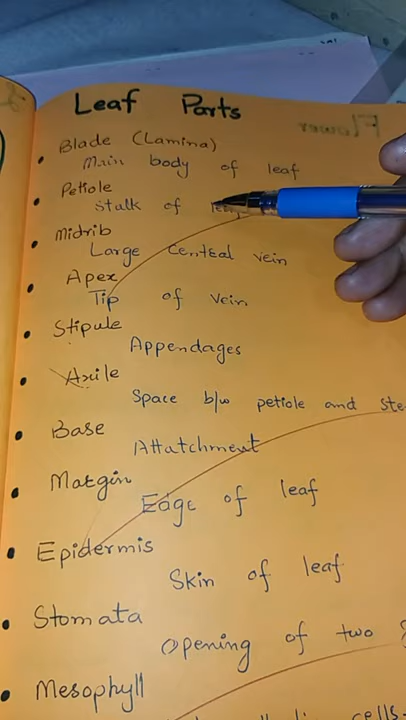 Leaf Parts
Blade (Lamina)
Main body of leaf
Petiole
Stalk of
Midrib
Large Central vein
Apex
Tip of vein
Stipule
Appendages
Axile
Space b/w petiole and
Base
Attatchment
Margin
Edge of leaf
Epidermis
Skin of leaf
Stomata
Opening of two
Mesophyll